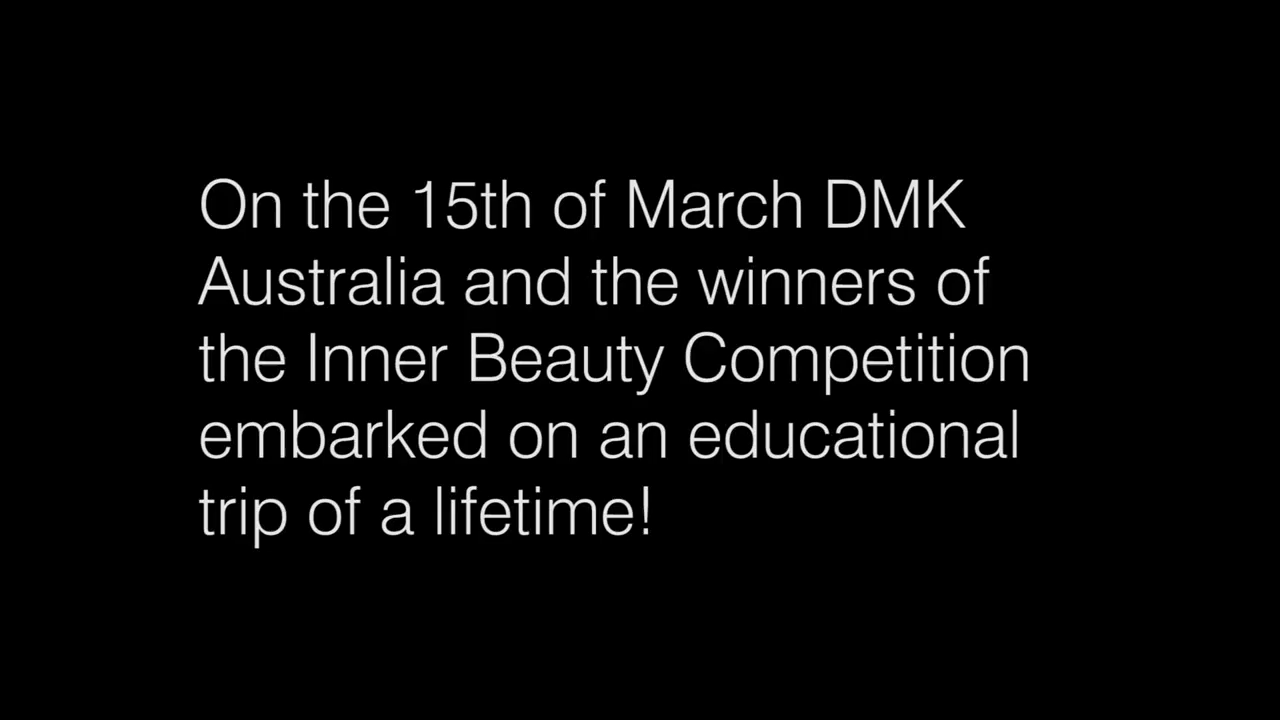 On the 15th of March DMK
Australia and the winners of
the Inner Beauty Competition
embarked on an educational
trip of a lifetime!